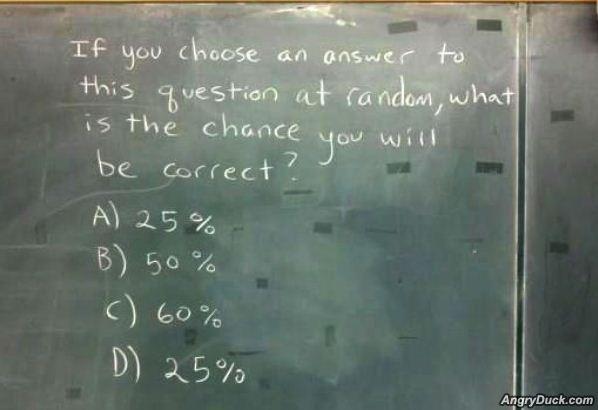 If you choose an answer to
this question at random, what
is the chance you will
be correct?
A) 25%
B) 50%
C) 60%
D) 25%
AngryDuck.com